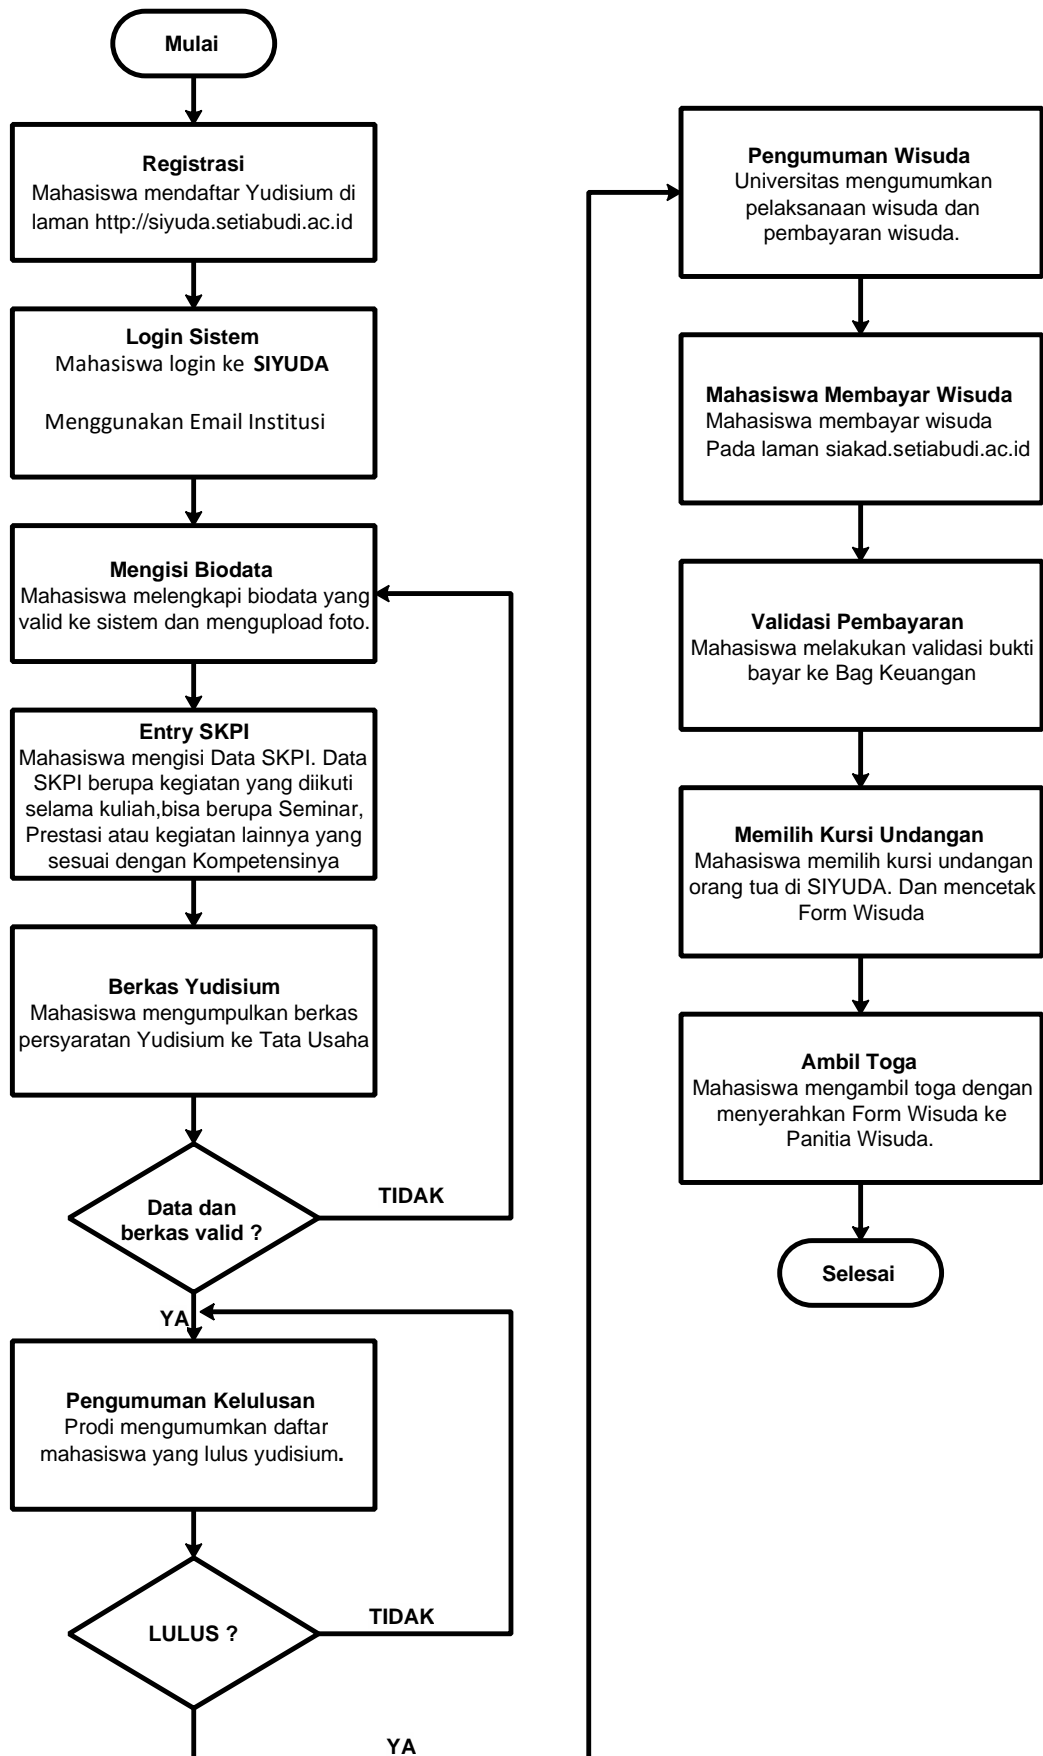 Mulai
Registrasi
Mahasiswa mendaftar Yudisium di
laman http://siyuda.setiabudi.ac.id
Login Sistem
Mahasiswa login ke SIYUDA
Menggunakan Email Institusi
Mengisi Biodata
Mahasiswa melengkapi biodata yang
valid ke sistem dan mengupload foto.
Entry SKPI
Mahasiswa mengisi Data SKPI. Data
SKPI berupa kegiatan yang diikuti
selama kuliah,bisa berupa Seminar,
Prestasi atau kegiatan lainnya yang
sesuai dengan Kompetensinya
Berkas Yudisium
Mahasiswa mengumpulkan berkas
persyaratan Yudisium ke Tata Usaha
Data dan
berkas valid ?
TIDAK
YA
Pengumuman Kelulusan
Prodi mengumumkan daftar
mahasiswa yang lulus yudisium.
LULUS ?
TIDAK
YA
Pengumuman Wisuda
Universitas mengumumkan
pelaksanaan wisuda dan
pembayaran wisuda.
Mahasiswa Membayar Wisuda
Mahasiswa membayar wisuda
Pada laman siakad.setiabudi.ac.id
Validasi Pembayaran
Mahasiswa melakukan validasi bukti
bayar ke Bag Keuangan
Memilih Kursi Undangan
Mahasiswa memilih kursi undangan
orang tua di SIYUDA. Dan mencetak
Form Wisuda
Ambil Toga
Mahasiswa mengambil toga dengan
menyerahkan Form Wisuda ke
Panitia Wisuda.
Selesai